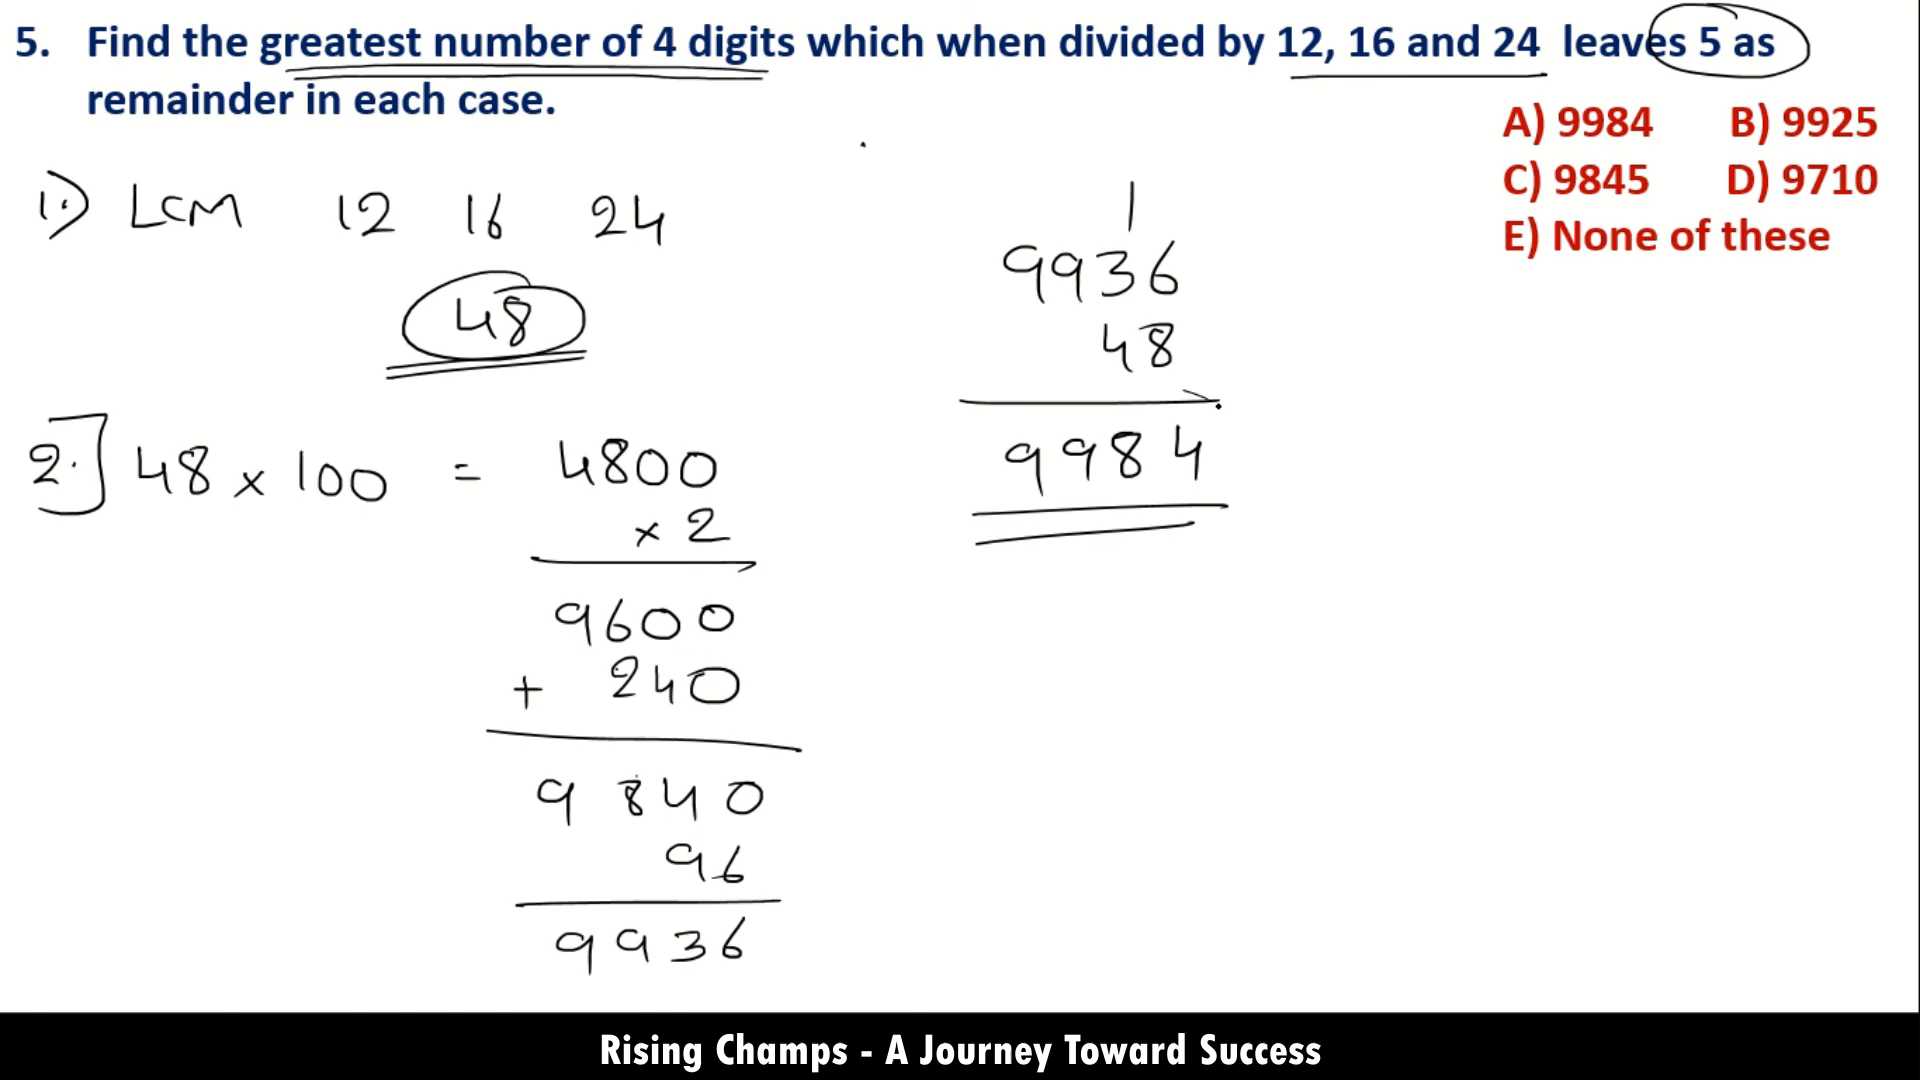 5. Find the greatest number of 4 digits which when divided by 12, 16 and 24 leaves 5 as
remainder in each case.
A) 9984 B) 9925
C) 9845 D) 9710
E) None of these
1.) LCM 12 16 24
48
2.] 48 x 100 = 4800
x 2
9600
+ 240
9840
96
9936
1
9936
48
9984
Rising Champs - A Journey Toward Success